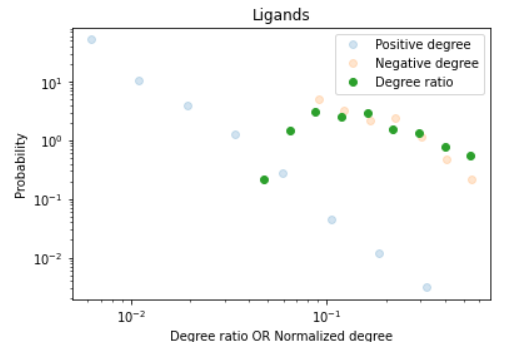 Ligands
Positive degree
Negative degree
Degree ratio
Probability
10¹
10⁰
10⁻¹
10⁻²
10⁻²
10⁻¹
Degree ratio OR Normalized degree